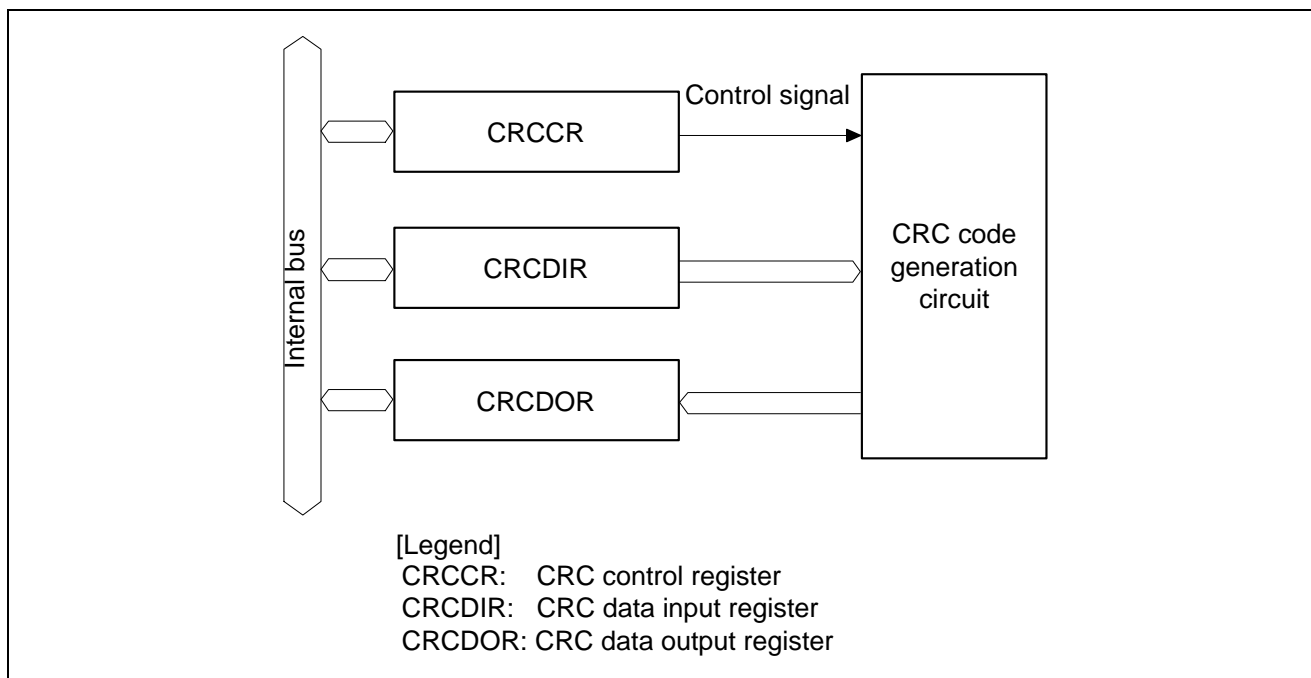 Control signal
CRCCR
CRCDIR
CRCDOR
Internal bus
CRC code
generation
circuit
[Legend]
CRCCR: CRC control register
CRCDIR: CRC data input register
CRCDOR: CRC data output register